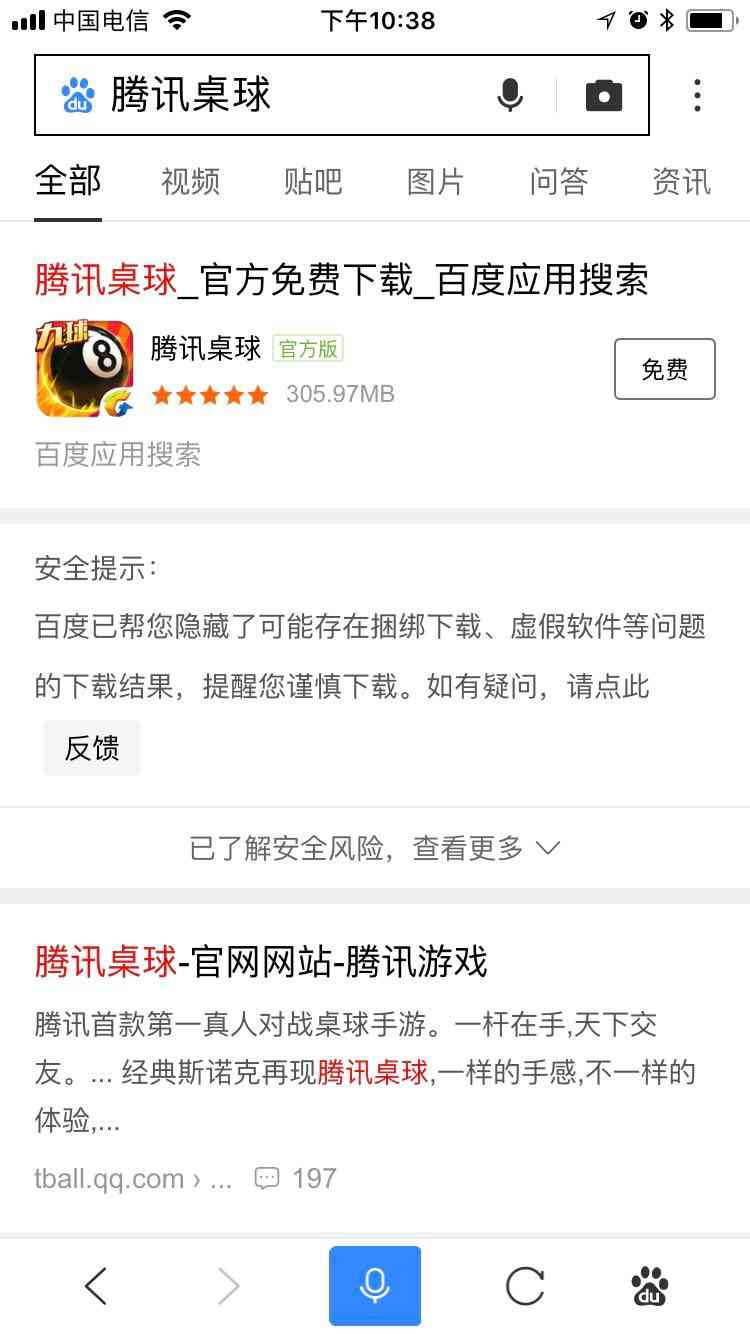 中国电信 下午10:38
du 腾讯桌球
全部 视频 贴吧 图片 问答 资讯
腾讯桌球_官方免费下载_百度应用搜索
九球 8
腾讯桌球 官方版
305.97MB
免费
百度应用搜索
安全提示：
百度已帮您隐藏了可能存在捆绑下载、虚假软件等问题
的下载结果，提醒您谨慎下载。如有疑问，请点此
反馈
已了解安全风险，查看更多
腾讯桌球-官网网站-腾讯游戏
腾讯首款第一真人对战桌球手游。一杆在手,天下交
友。... 经典斯诺克再现腾讯桌球,一样的手感,不一样的
体验,...
tball.qq.com › ... 197
du